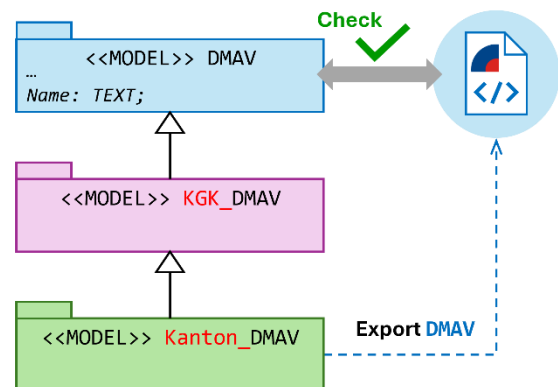 Check
<<MODEL>> DMAV
…
Name: TEXT;
</>
<<MODEL>> KGK_DMAV
<<MODEL>> Kanton_DMAV
Export DMAV